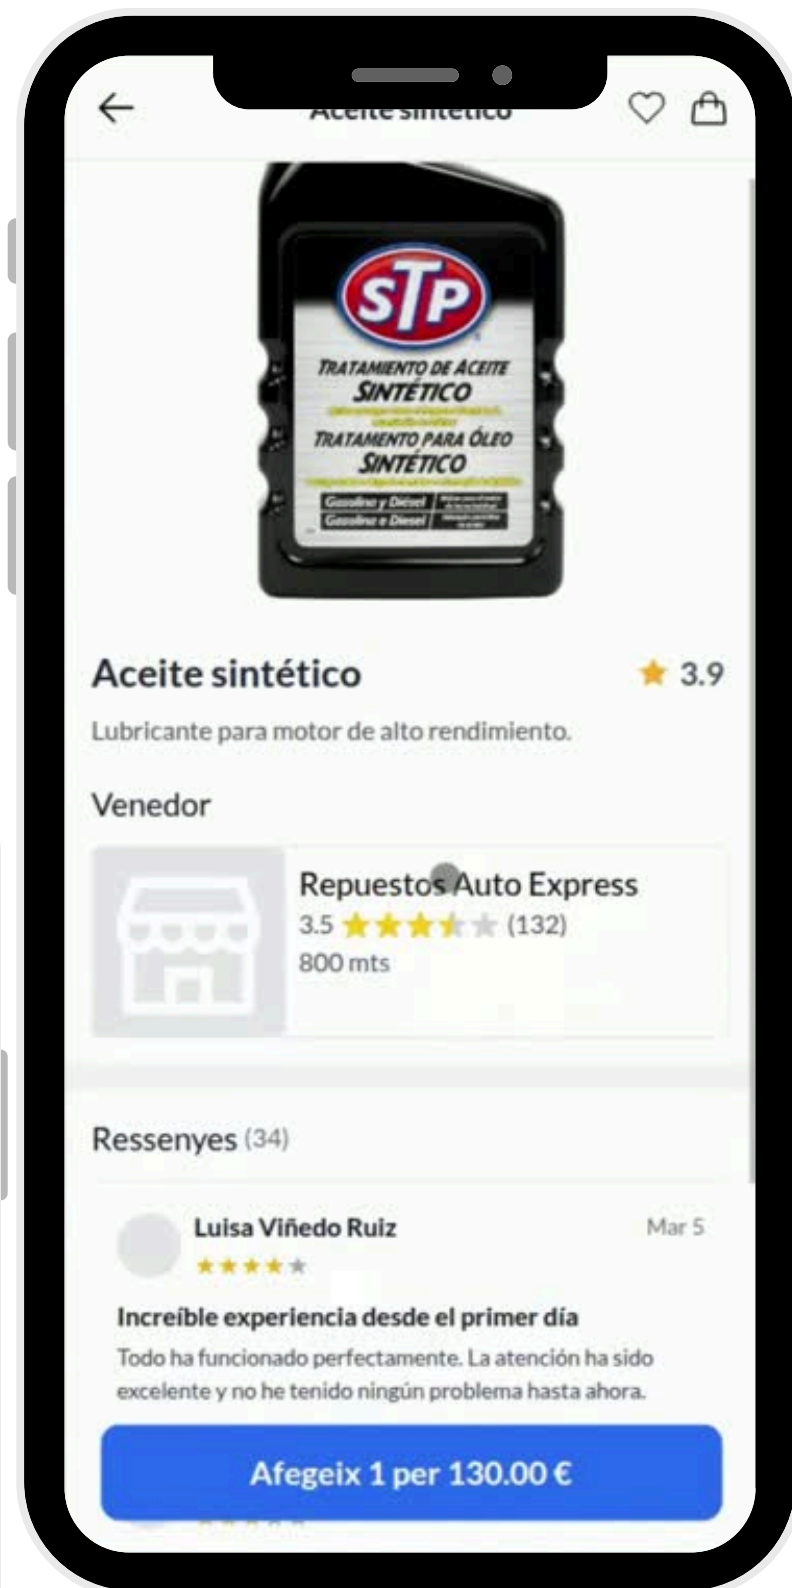 Aceite sintético
STP
TRATAMIENTO DE ACEITE
SINTÉTICO
TRATAMENTO PARA ÓLEO
SINTÉTICO
Gasolina y Diésel
Gasolina e Diesel
Aceite sintético
3.9
Lubricante para motor de alto rendimiento.
Venedor
Repuestos Auto Express
3.5 (132)
800 mts
Ressenyes (34)
Luisa Viñedo Ruiz
Mar 5
Increíble experiencia desde el primer día
Todo ha funcionado perfectamente. La atención ha sido
excelente y no he tenido ningún problema hasta ahora.
Afegeix 1 per 130.00 €